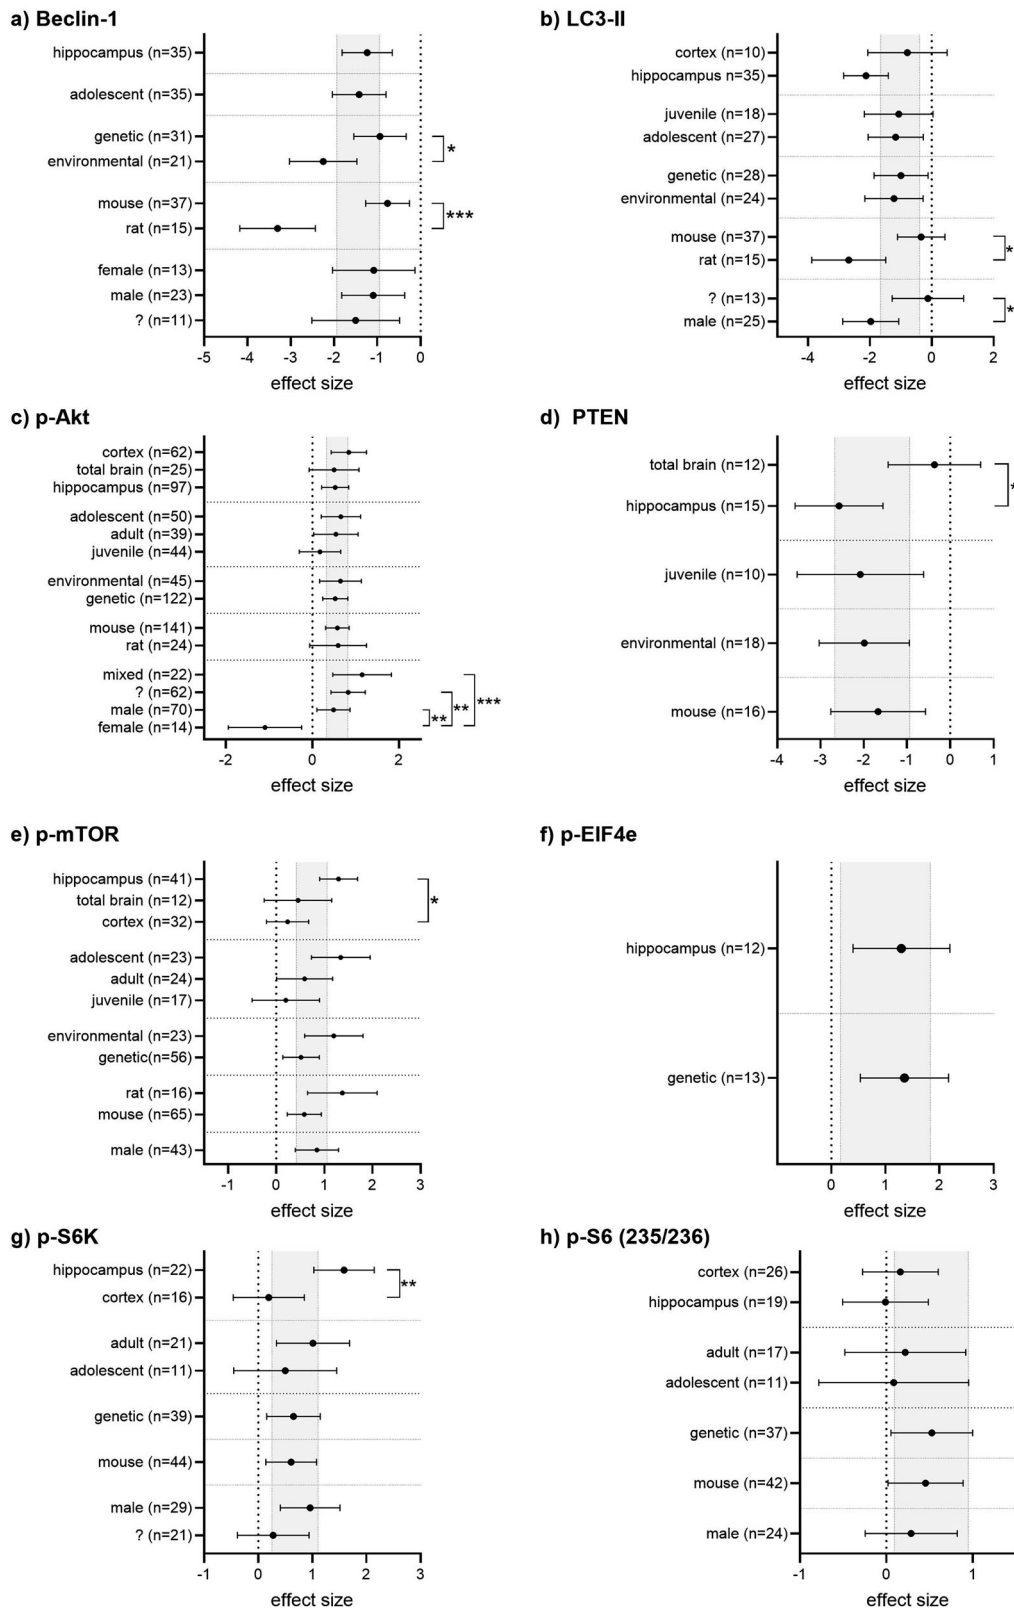 a) Beclin-1
hippocampus (n=35)
adolescent (n=35)
genetic (n=31)
environmental (n=21)
*
mouse (n=37)
rat (n=15)
***
female (n=13)
male (n=23)
? (n=11)
-5 -4 -3 -2 -1 0
effect size
b) LC3-II
cortex (n=10)
hippocampus n=35)
juvenile (n=18)
adolescent (n=27)
genetic (n=28)
environmental (n=24)
mouse (n=37)
rat (n=15)
*
? (n=13)
male (n=25)
*
-4 -2 0 2
effect size
c) p-Akt
cortex (n=62)
total brain (n=25)
hippocampus (n=97)
adolescent (n=50)
adult (n=39)
juvenile (n=44)
environmental (n=45)
genetic (n=122)
mouse (n=141)
rat (n=24)
mixed (n=22)
? (n=62)
male (n=70)
female (n=14)
** ** ***
-2 0 2
effect size
d) PTEN
total brain (n=12)
hippocampus (n=15)
*
juvenile (n=10)
environmental (n=18)
mouse (n=16)
-4 -3 -2 -1 0 1
effect size
e) p-mTOR
hippocampus (n=41)
total brain (n=12)
cortex (n=32)
*
adolescent (n=23)
adult (n=24)
juvenile (n=17)
environmental (n=23)
genetic(n=56)
rat (n=16)
mouse (n=65)
male (n=43)
-1 0 1 2 3
effect size
f) p-EIF4e
hippocampus (n=12)
genetic (n=13)
0 1 2 3
effect size
g) p-S6K
hippocampus (n=22)
cortex (n=16)
**
adult (n=21)
adolescent (n=11)
genetic (n=39)
mouse (n=44)
male (n=29)
? (n=21)
-1 0 1 2 3
effect size
h) p-S6 (235/236)
cortex (n=26)
hippocampus (n=19)
adult (n=17)
adolescent (n=11)
genetic (n=37)
mouse (n=42)
male (n=24)
-1 0 1
effect size